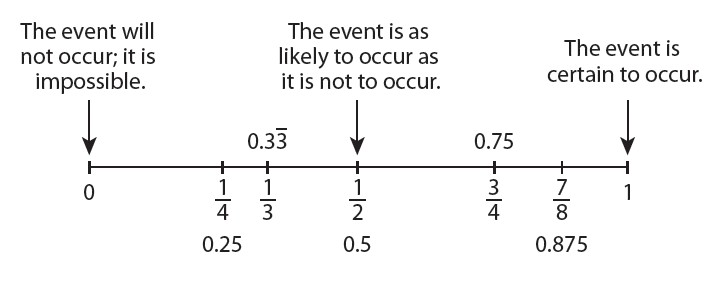 The event will
not occur; it is
impossible.
The event is as
likely to occur as
it is not to occur.
The event is
certain to occur.
0.33̅ 0.75
0 1/4 1/3 1/2 3/4 7/8 1
0.25 0.5 0.875